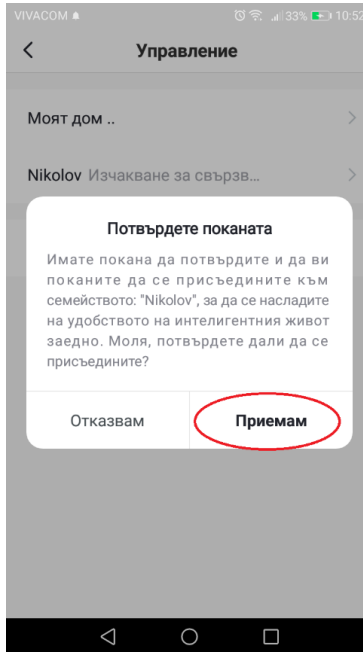 VIVACOM 33% 10:52
Управление
Моят дом ..
Nikolov Изчакване за свързв...
Потвърдете поканата
Имате покана да потвърдите и да ви
поканите да се присъедините към
семейството: "Nikolov", за да се насладите
на удобството на интелигентния живот
заедно. Моля, потвърдете дали да се
присъедините?
Отказвам Приемам